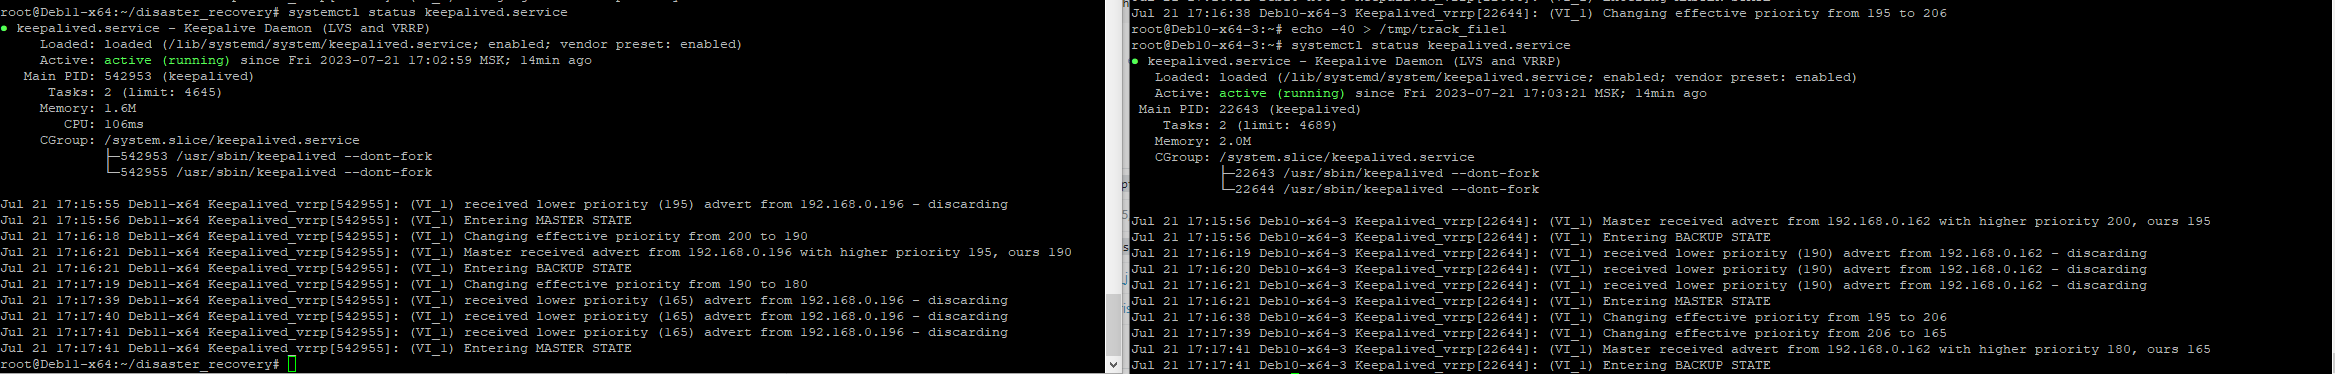 root@Deb11-x64:~/disaster_recovery# systemctl status keepalived.service
● keepalived.service - Keepalive Daemon (LVS and VRRP)
Loaded: loaded (/lib/systemd/system/keepalived.service; enabled; vendor preset: enabled)
Active: active (running) since Fri 2023-07-21 17:02:59 MSK; 14min ago
Main PID: 542953 (keepalived)
Tasks: 2 (limit: 4645)
Memory: 1.6M
CPU: 106ms
CGroup: /system.slice/keepalived.service
├─542953 /usr/sbin/keepalived --dont-fork
└─542955 /usr/sbin/keepalived --dont-fork
Jul 21 17:15:55 Deb11-x64 Keepalived_vrrp[542955]: (VI_1) received lower priority (195) advert from 192.168.0.196 - discarding
Jul 21 17:15:56 Deb11-x64 Keepalived_vrrp[542955]: (VI_1) Entering MASTER STATE
Jul 21 17:16:18 Deb11-x64 Keepalived_vrrp[542955]: (VI_1) Changing effective priority from 200 to 190
Jul 21 17:16:21 Deb11-x64 Keepalived_vrrp[542955]: (VI_1) Master received advert from 192.168.0.196 with higher priority 195, ours 190
Jul 21 17:16:21 Deb11-x64 Keepalived_vrrp[542955]: (VI_1) Entering BACKUP STATE
Jul 21 17:17:19 Deb11-x64 Keepalived_vrrp[542955]: (VI_1) Changing effective priority from 190 to 180
Jul 21 17:17:39 Deb11-x64 Keepalived_vrrp[542955]: (VI_1) received lower priority (165) advert from 192.168.0.196 - discarding
Jul 21 17:17:40 Deb11-x64 Keepalived_vrrp[542955]: (VI_1) received lower priority (165) advert from 192.168.0.196 - discarding
Jul 21 17:17:41 Deb11-x64 Keepalived_vrrp[542955]: (VI_1) received lower priority (165) advert from 192.168.0.196 - discarding
Jul 21 17:17:41 Deb11-x64 Keepalived_vrrp[542955]: (VI_1) Entering MASTER STATE
root@Deb11-x64:~/disaster_recovery#
Jul 21 17:16:38 Deb10-x64-3 Keepalived_vrrp[22644]: (VI_1) Changing effective priority from 195 to 206
root@Deb10-x64-3:~# echo -40 > /tmp/track_file1
root@Deb10-x64-3:~# systemctl status keepalived.service
● keepalived.service - Keepalive Daemon (LVS and VRRP)
Loaded: loaded (/lib/systemd/system/keepalived.service; enabled; vendor preset: enabled)
Active: active (running) since Fri 2023-07-21 17:03:21 MSK; 14min ago
Main PID: 22643 (keepalived)
Tasks: 2 (limit: 4689)
Memory: 2.0M
CGroup: /system.slice/keepalived.service
├─22643 /usr/sbin/keepalived --dont-fork
└─22644 /usr/sbin/keepalived --dont-fork
Jul 21 17:15:56 Deb10-x64-3 Keepalived_vrrp[22644]: (VI_1) Master received advert from 192.168.0.162 with higher priority 200, ours 195
Jul 21 17:15:56 Deb10-x64-3 Keepalived_vrrp[22644]: (VI_1) Entering BACKUP STATE
Jul 21 17:16:19 Deb10-x64-3 Keepalived_vrrp[22644]: (VI_1) received lower priority (190) advert from 192.168.0.162 - discarding
Jul 21 17:16:20 Deb10-x64-3 Keepalived_vrrp[22644]: (VI_1) received lower priority (190) advert from 192.168.0.162 - discarding
Jul 21 17:16:21 Deb10-x64-3 Keepalived_vrrp[22644]: (VI_1) received lower priority (190) advert from 192.168.0.162 - discarding
Jul 21 17:16:21 Deb10-x64-3 Keepalived_vrrp[22644]: (VI_1) Entering MASTER STATE
Jul 21 17:16:38 Deb10-x64-3 Keepalived_vrrp[22644]: (VI_1) Changing effective priority from 195 to 206
Jul 21 17:17:39 Deb10-x64-3 Keepalived_vrrp[22644]: (VI_1) Changing effective priority from 206 to 165
Jul 21 17:17:41 Deb10-x64-3 Keepalived_vrrp[22644]: (VI_1) Master received advert from 192.168.0.162 with higher priority 180, ours 165
Jul 21 17:17:41 Deb10-x64-3 Keepalived_vrrp[22644]: (VI_1) Entering BACKUP STATE